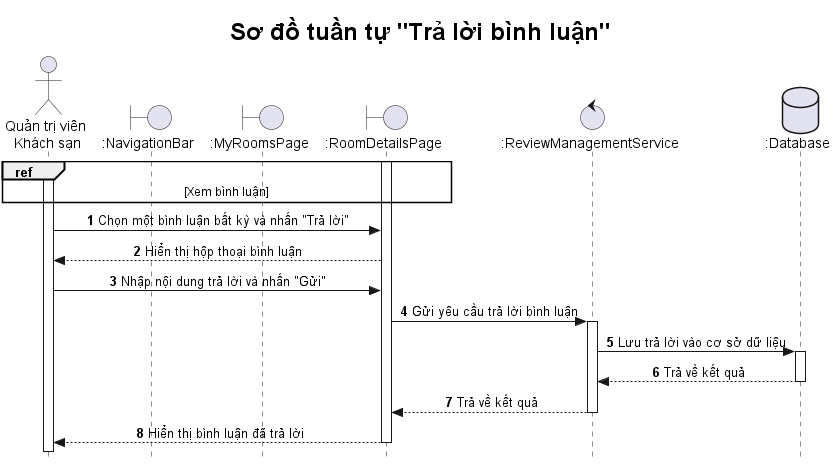 Sơ đồ tuần tự "Trả lời bình luận"
Quản trị viên
Khách sạn
:NavigationBar
:MyRoomsPage
:RoomDetailsPage
:ReviewManagementService
:Database
ref
[Xem bình luận]
1 Chọn một bình luận bất kỳ và nhấn "Trả lời"
2 Hiển thị hộp thoại bình luận
3 Nhập nội dung trả lời và nhấn "Gửi"
4 Gửi yêu cầu trả lời bình luận
5 Lưu trả lời vào cơ sở dữ liệu
6 Trả về kết quả
7 Trả về kết quả
8 Hiển thị bình luận đã trả lời